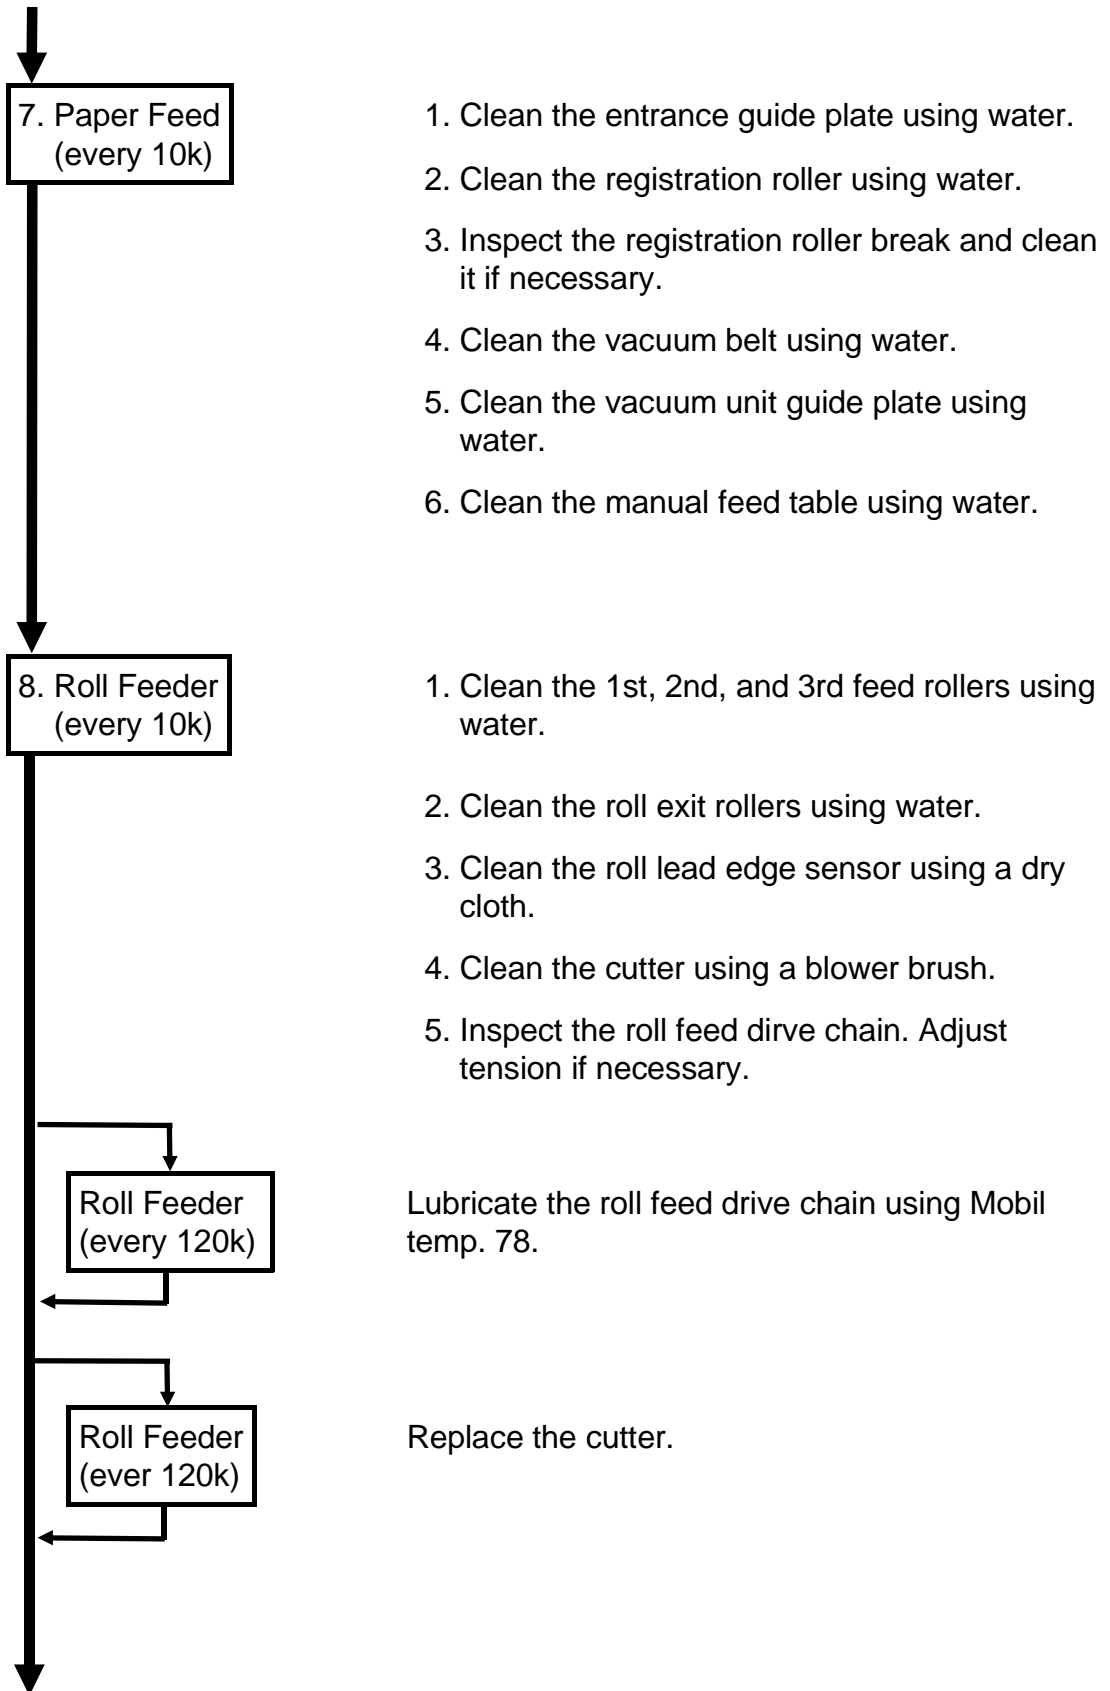 7. Paper Feed
(every 10k)
1. Clean the entrance guide plate using water.
2. Clean the registration roller using water.
3. Inspect the registration roller break and clean
it if necessary.
4. Clean the vacuum belt using water.
5. Clean the vacuum unit guide plate using
water.
6. Clean the manual feed table using water.
8. Roll Feeder
(every 10k)
1. Clean the 1st, 2nd, and 3rd feed rollers using
water.
2. Clean the roll exit rollers using water.
3. Clean the roll lead edge sensor using a dry
cloth.
4. Clean the cutter using a blower brush.
5. Inspect the roll feed dirve chain. Adjust
tension if necessary.
Roll Feeder
(every 120k)
Lubricate the roll feed drive chain using Mobil
temp. 78.
Roll Feeder
(ever 120k)
Replace the cutter.